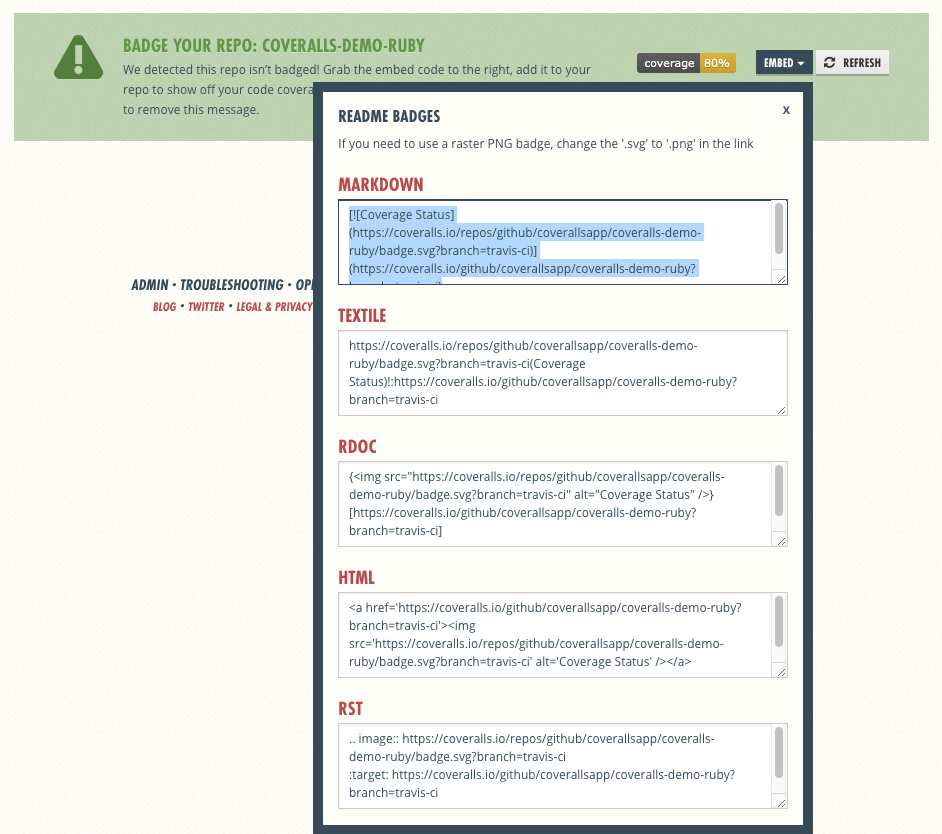 BADGE YOUR REPO: COVERALLS-DEMO-RUBY
We detected this repo isn't badged! Grab the embed code to the right, add it to your
repo to show off your code
to remove this message.
coverage 80%
EMBED
REFRESH
README BADGES
x
If you need to use a raster PNG badge, change the '.svg' to '.png' in the link
MARKDOWN
[![Coverage Status]
(https://coveralls.io/repos/github/coverallsapp/coveralls-demo-
ruby/badge.svg?branch=travis-ci)]
(https://coveralls.io/github/coverallsapp/coveralls-demo-ruby?
TEXTILE
https://coveralls.io/repos/github/coverallsapp/coveralls-demo-
ruby/badge.svg?branch=travis-ci(Coverage
Status)!:https://coveralls.io/github/coverallsapp/coveralls-demo-ruby?
branch=travis-ci
RDOC
{<img src="https://coveralls.io/repos/github/coverallsapp/coveralls-
demo-ruby/badge.svg?branch=travis-ci" alt="Coverage Status" />}
[https://coveralls.io/github/coverallsapp/coveralls-demo-ruby?
branch=travis-ci]
HTML
<a href='https://coveralls.io/github/coverallsapp/coveralls-demo-ruby?
branch=travis-ci'><img
src='https://coveralls.io/repos/github/coverallsapp/coveralls-demo-
ruby/badge.svg?branch=travis-ci' alt='Coverage Status' /></a>
RST
.. image:: https://coveralls.io/repos/github/coverallsapp/coveralls-
demo-ruby/badge.svg?branch=travis-ci
:target: https://coveralls.io/github/coverallsapp/coveralls-demo-ruby?
branch=travis-ci
ADMIN • TROUBLESHOOTING •
BLOG • TWITTER • LEGAL & PRIVACY